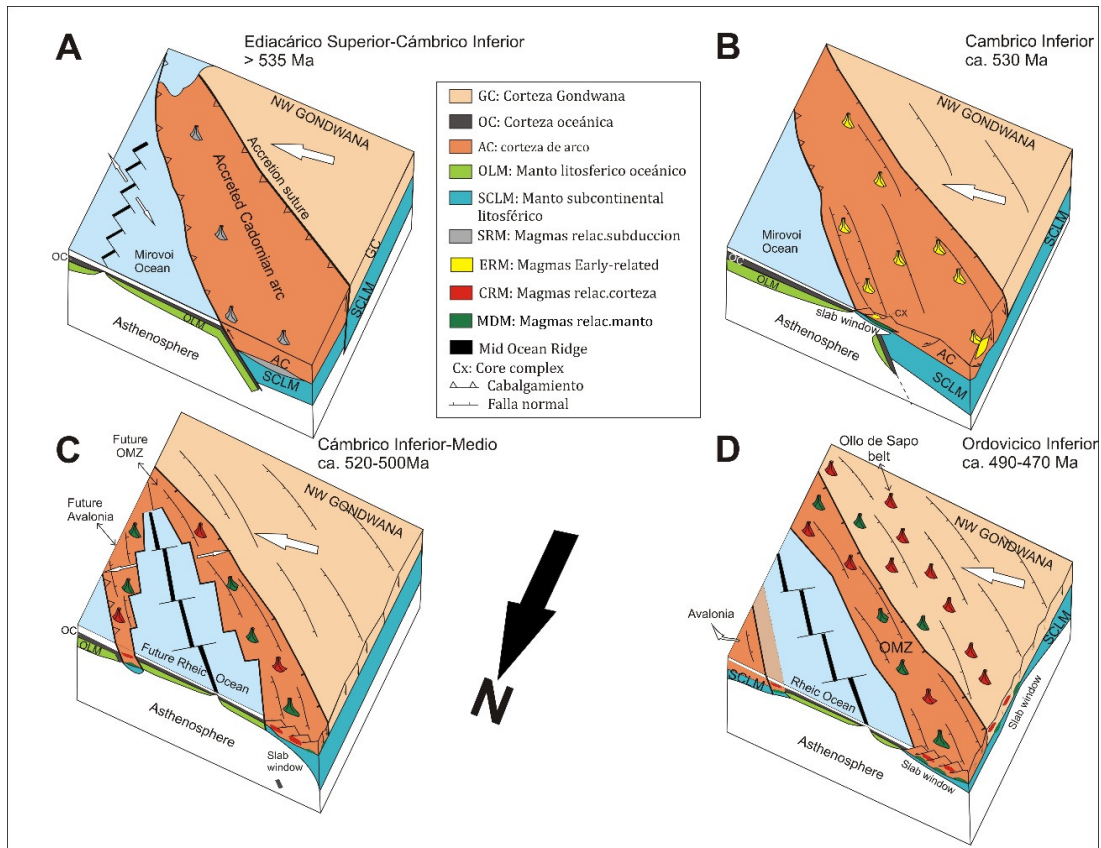 A
Ediacárico Superior-Cámbrico Inferior
> 535 Ma
NW GONDWANA
Accretion suture
Accreted Cadomian arc
Mirovoi
Ocean
OC
OLM
Asthenosphere
GC
SCLM
AC
SCLM
GC: Corteza Gondwana
OC: Corteza oceánica
AC: corteza de arco
OLM: Manto litosferico oceánico
SCLM: Manto subcontinental
litosférico
SRM: Magmas relac.subduccion
ERM: Magmas Early-related
CRM: Magmas relac.corteza
MDM: Magmas relac.manto
Mid Ocean Ridge
Cx: Core complex
Cabalgamiento
Falla normal
B
Cambrico Inferior
ca. 530 Ma
NW GONDWANA
Mirovoi
Ocean
OC
OLM
slab window
CX
Asthenosphere
AC
SCLM
SCLM
C
Cámbrico Inferior-Medio
ca. 520-500Ma
Future
OMZ
Future
Avalonia
NW GONDWANA
OC
OLM
Future Rheic Ocean
Asthenosphere
Slab
window
N
D
Ordovicico Inferior
ca. 490-470 Ma
Ollo de Sapo
belt
NW GONDWANA
Avalonia
OMZ
SCLM
Rheic Ocean
Asthenosphere
Slab window
Slab window
SCLM